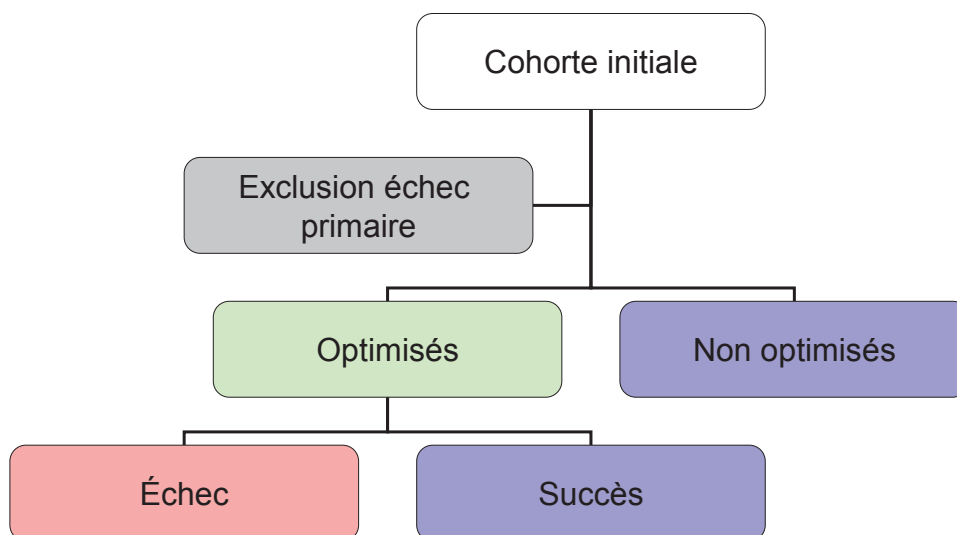 Cohorte initiale
Exclusion échec
primaire
Optimisés
Non optimisés
Échec
Succès